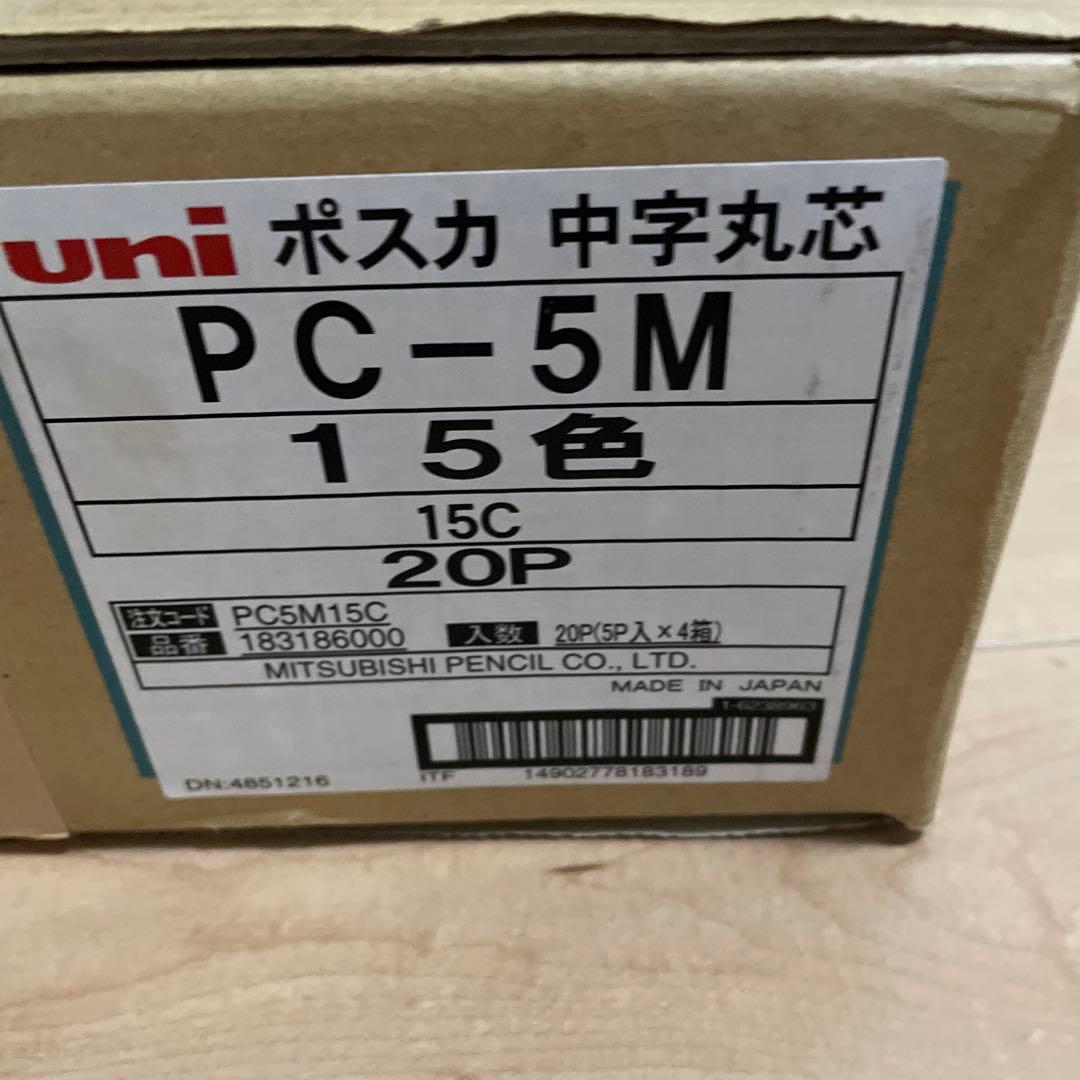 uni ポスカ 中字丸芯
PC-5M
15色
15C
20P
注文コード PC5M15C
品番 183186000 入数 20P(5P入×4箱)
MITSUBISHI PENCIL CO., LTD.
MADE IN JAPAN
1-6238963
ITF 14902778183189
DN:4851216